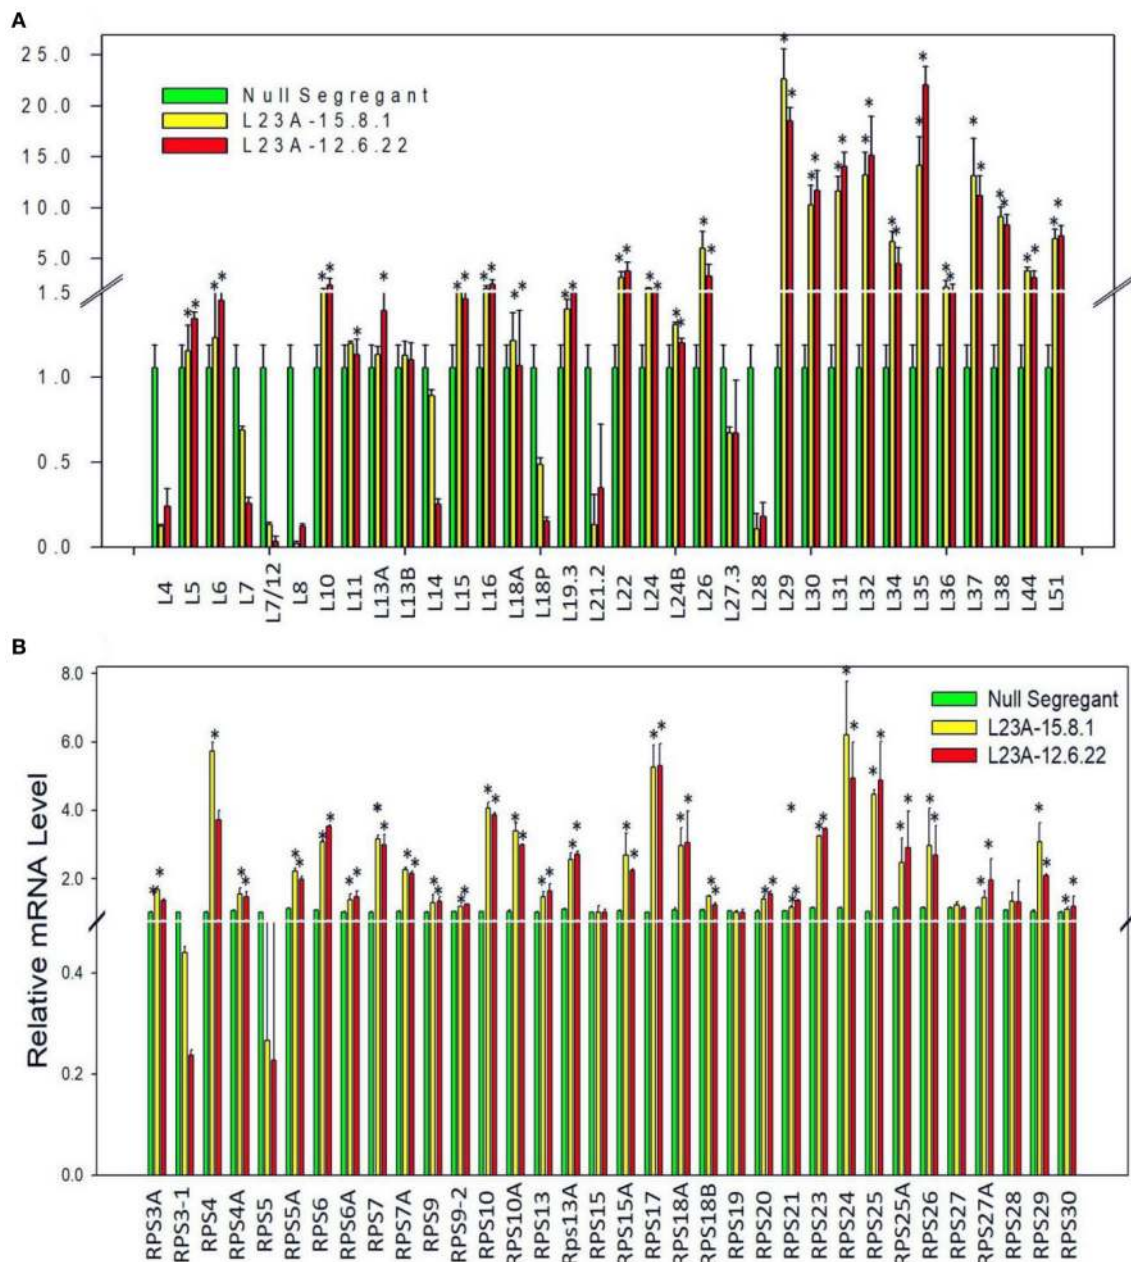 A
25.0
20.0
15.0
10.0
5.0
1.5
1.0
0.5
0.0
Null Segregant
L23A-15.8.1
L23A-12.6.22
L4 L5 L6 L7 L7/12 L8 L10 L11 L13A L13B L14 L15 L16 L18A L18P L19.3 L21.2 L22 L24 L24B L26 L27.3 L28 L29 L30 L31 L32 L34 L35 L36 L37 L38 L44 L51
B
Relative mRNA Level
8.0
6.0
4.0
2.0
0.4
0.2
0.0
Null Segregant
L23A-15.8.1
L23A-12.6.22
RPS3A RPS3-1 RPS4 RPS4A RPS5 RPS5A RPS6 RPS6A RPS7 RPS7A RPS9 RPS9-2 RPS10 RPS10A RPS13 Rps13A RPS15 RPS15A RPS17 RPS18A RPS18B RPS19 RPS20 RPS21 RPS23 RPS24 RPS25 RPS25A RPS26 RPS27 RPS27A RPS28 RPS29 RPS30